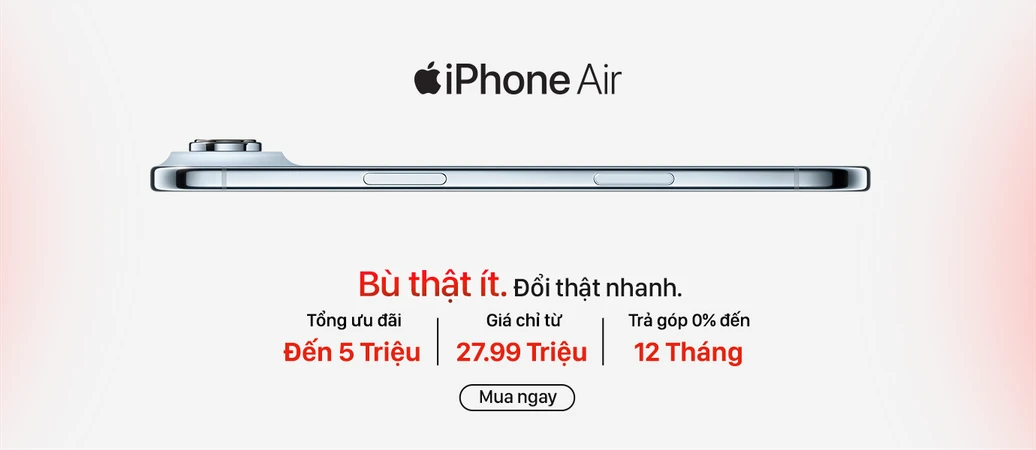 iPhone Air
Bù thật ít. Đổi thật nhanh.
Tổng ưu đãi
Đến 5 Triệu
Giá chỉ từ
27.99 Triệu
Trả góp 0% đến
12 Tháng
Mua ngay